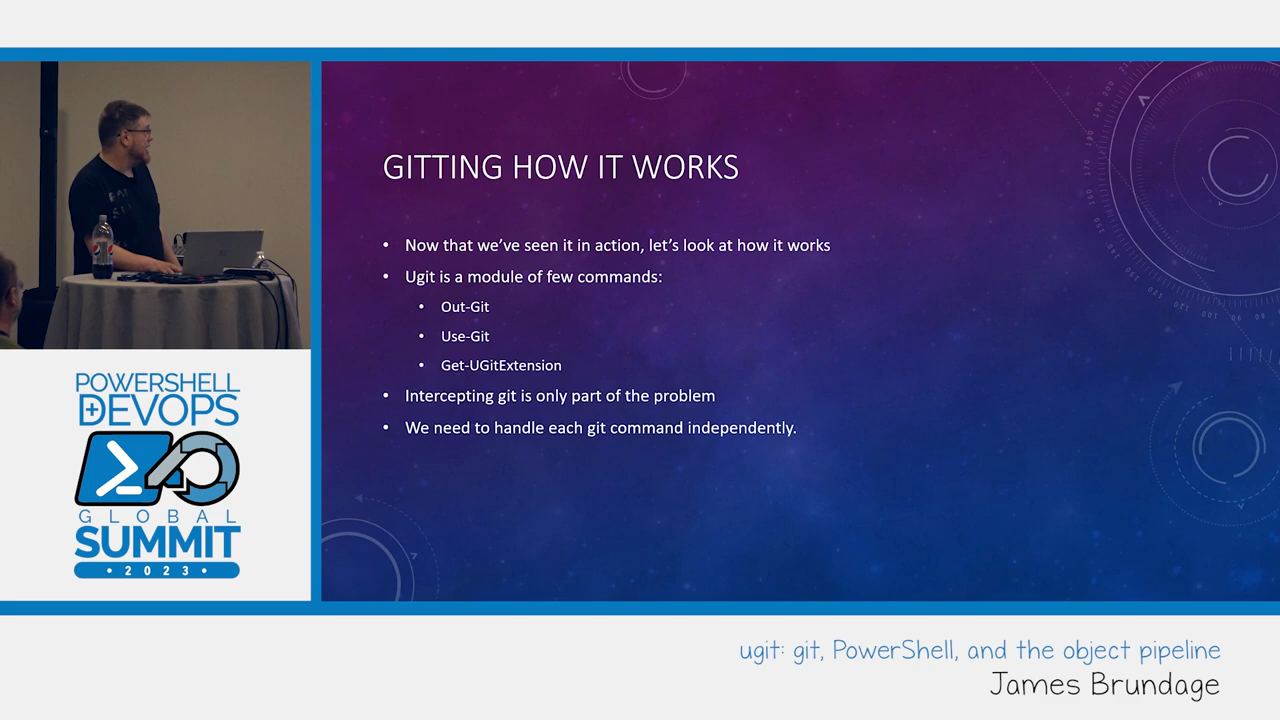 GITTING HOW IT WORKS
• Now that we've seen it in action, let's look at how it works
• Ugit is a module of few commands:
• Out-Git
• Use-Git
• Get-UGitExtension
• Intercepting git is only part of the problem
• We need to handle each git command independently.
POWERSHELL
+DEVOPS
GLOBAL
SUMMIT
• 2023 •
ugit: git, PowerShell, and the object pipeline
James Brundage